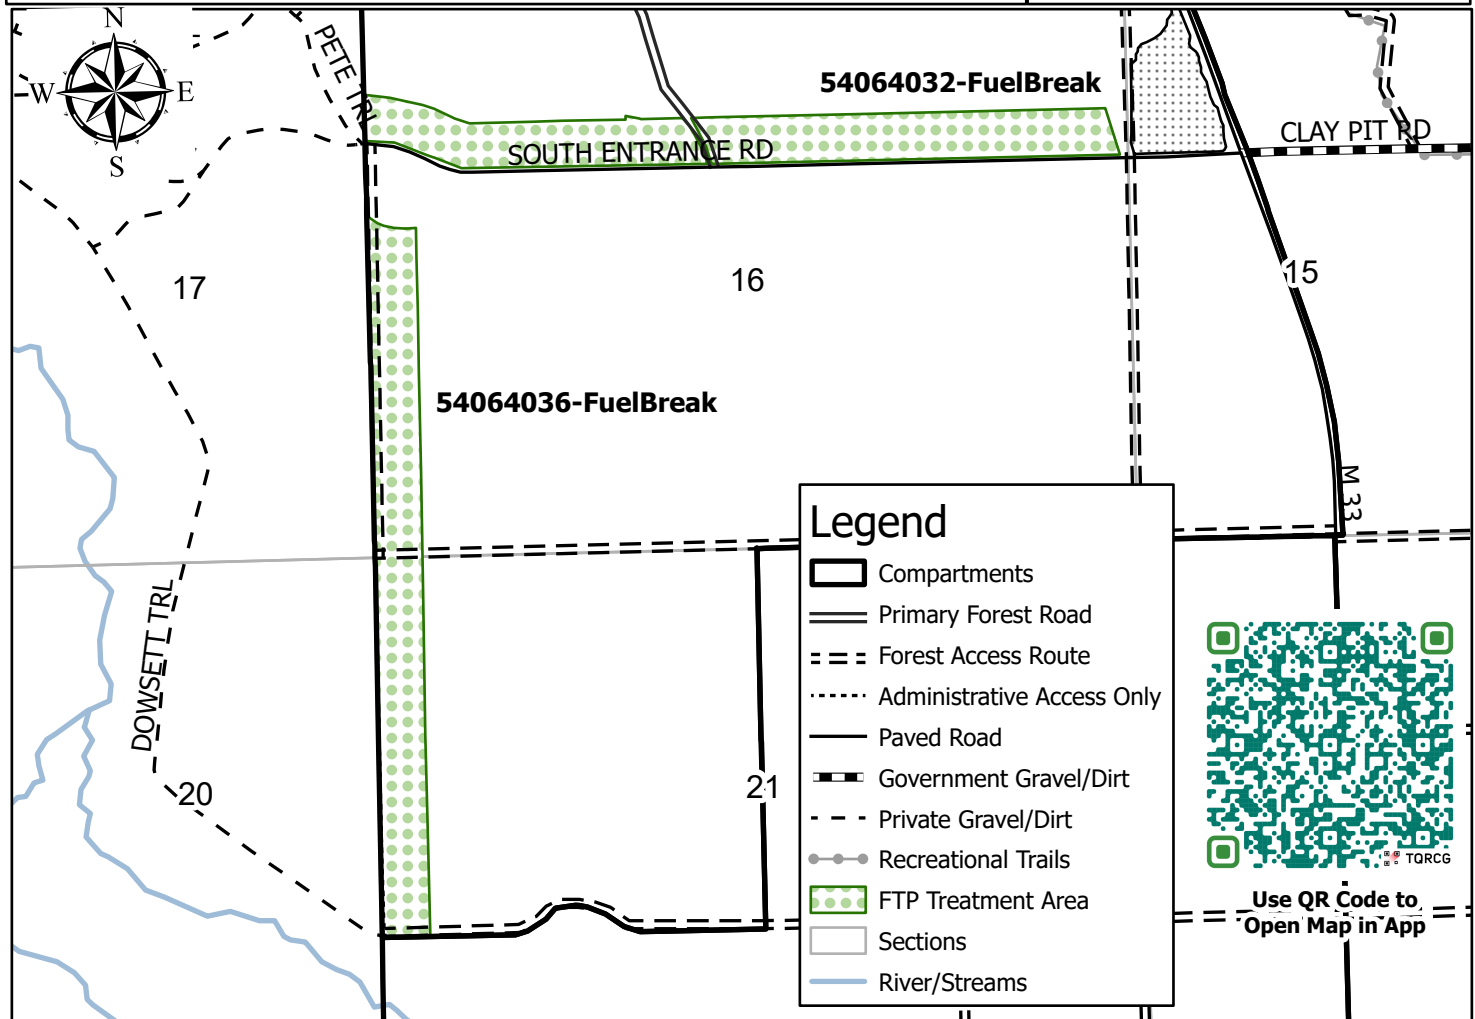 N
W
E
S
PETE TRL
54064032-FuelBreak
SOUTH ENTRANCE RD
CLAY PIT RD
17
16
15
54064036-FuelBreak
M 33
DOWSETT TRL
20
21
Legend
Compartments
Primary Forest Road
Forest Access Route
Administrative Access Only
Paved Road
Government Gravel/Dirt
Private Gravel/Dirt
Recreational Trails
FTP Treatment Area
Sections
River/Streams
TQRCG
Use QR Code to
Open Map in App